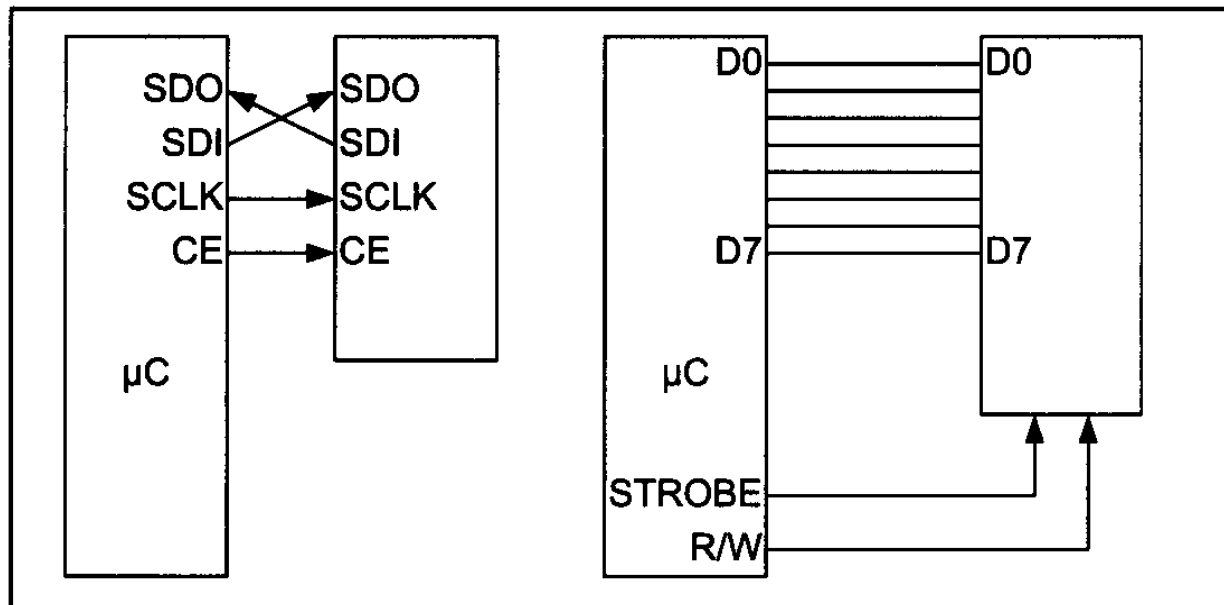 SDO
SDI
SCLK
CE
µC
SDO
SDI
SCLK
CE
D0
D7
µC
STROBE
R/W
D0
D7